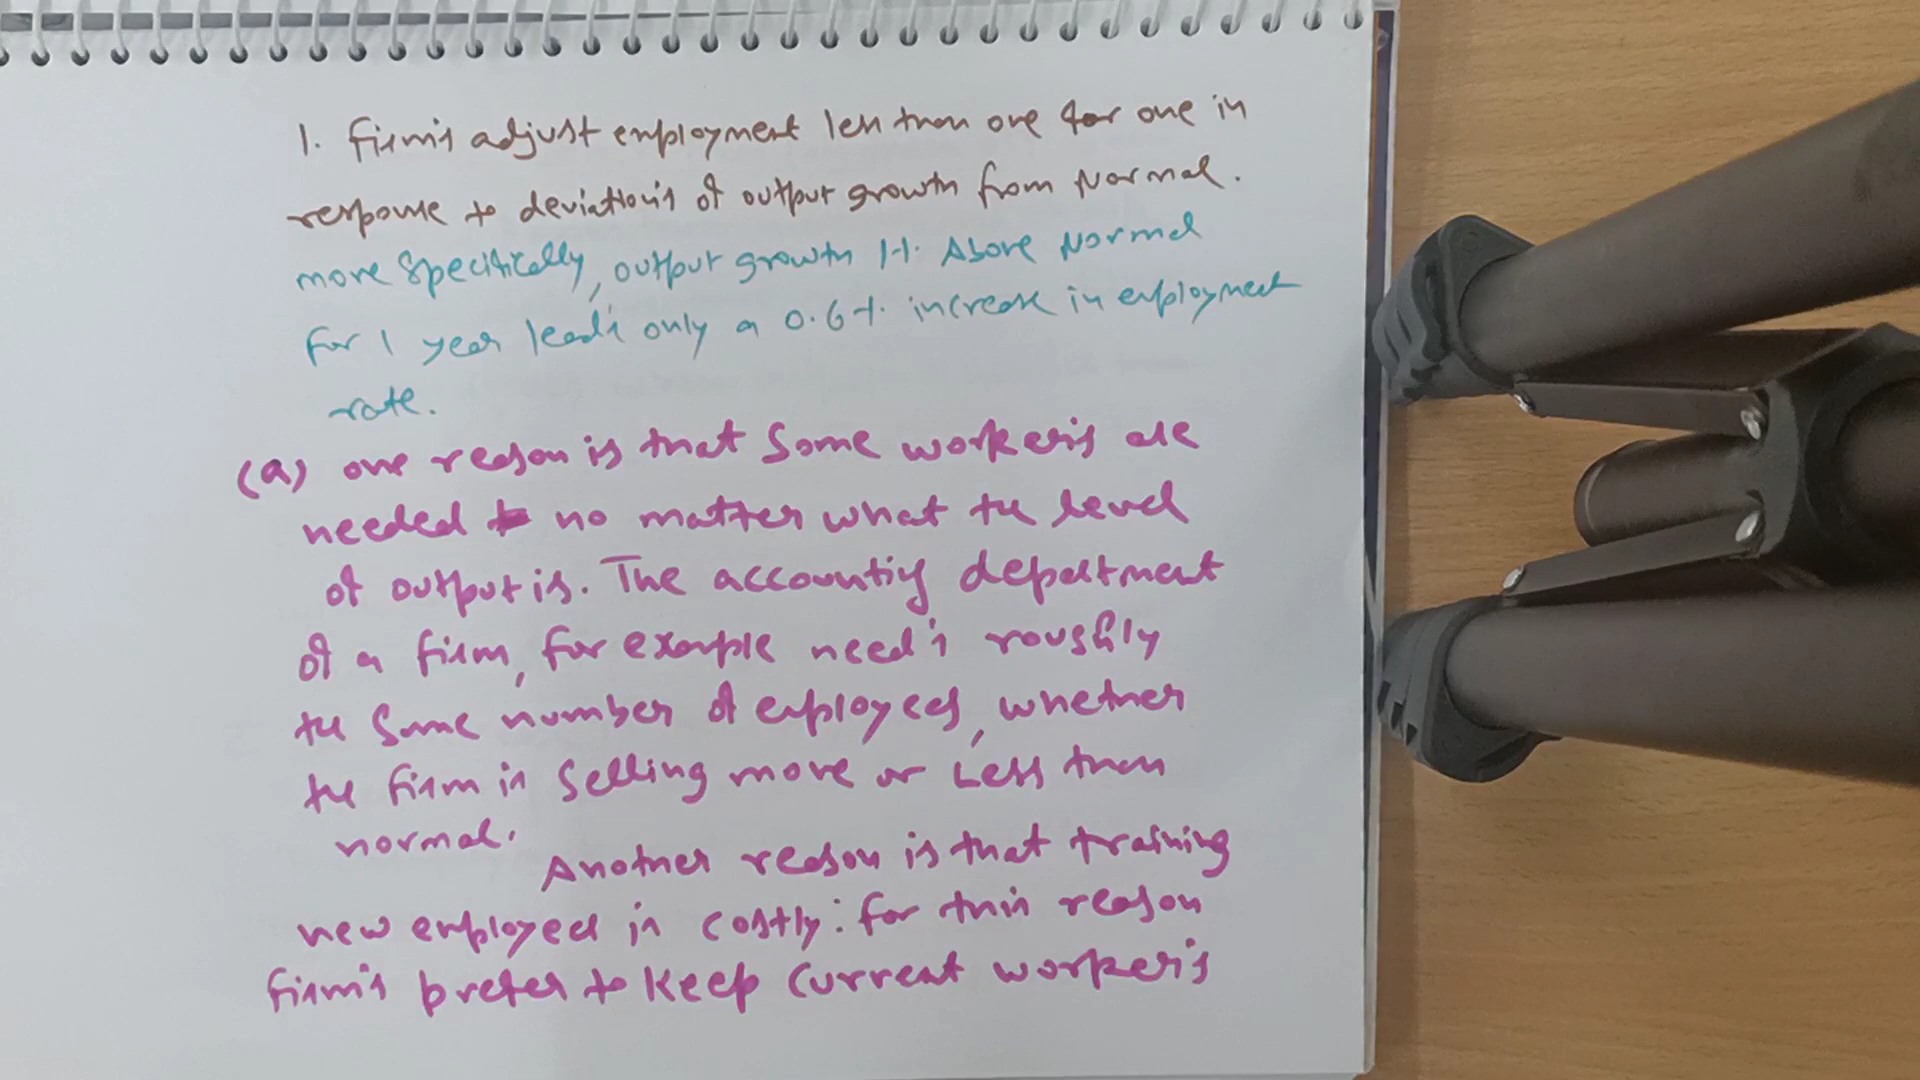 1. Firm's adjust employment less than one for one in
response to deviation's of output growth from Normal.
more specifically, output growth 1%. Above Normal
for 1 year lead's only a 0.6%. increase in employment
rate.
(a) one reason is that some worker's are
needed no matter what the level
of output is. The accounting department
of a firm, for example need's roughly
the same number of employees, whether
the firm is selling more or less than
normal.
Another reason is that training
new employees is costly: for this reason
firm's prefer to keep current worker's